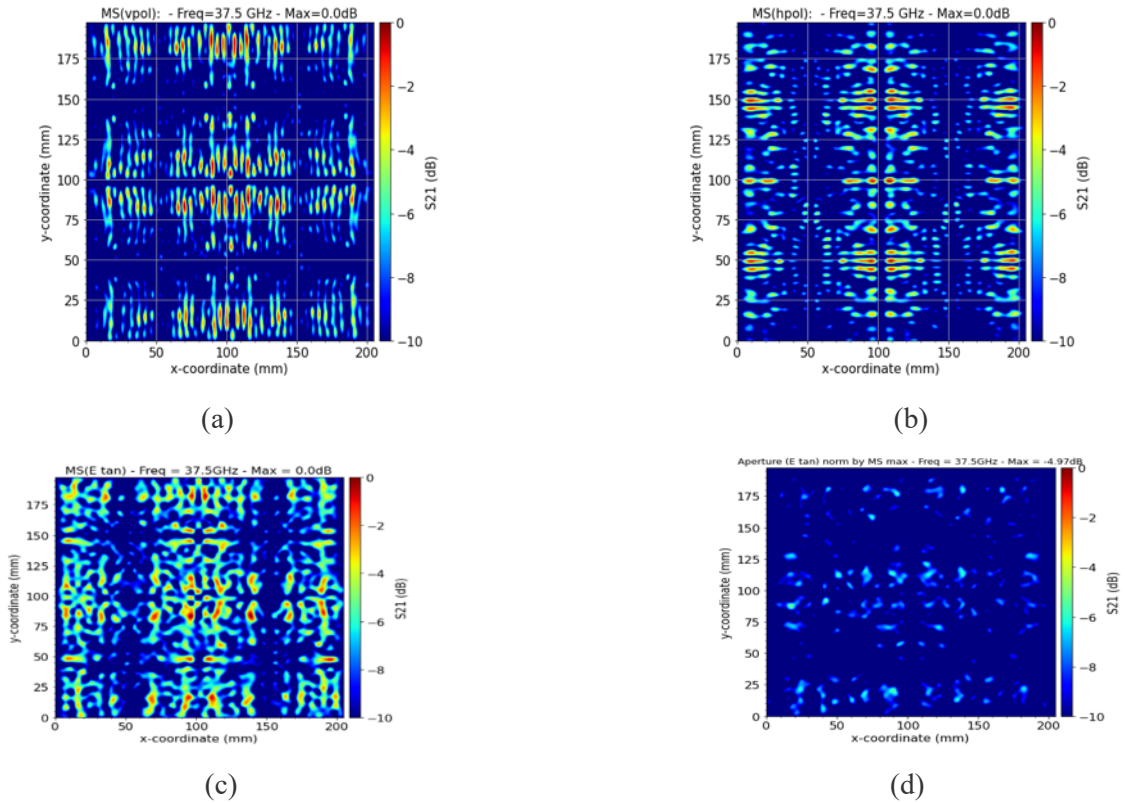 MS(vpol):  - Freq=37.5 GHz - Max=0.0dB
y-coordinate (mm)
175
150
125
100
75
50
25
0
0 50 100 150 200
x-coordinate (mm)
0
−2
−4
−6
−8
−10
S21 (dB)
(a)
MS(hpol):  - Freq=37.5 GHz - Max=0.0dB
y-coordinate (mm)
175
150
125
100
75
50
25
0
0 50 100 150 200
x-coordinate (mm)
0
−2
−4
−6
−8
−10
S21 (dB)
(b)
MS(E tan) - Freq = 37.5GHz - Max = 0.0dB
y-coordinate (mm)
175
150
125
100
75
50
25
0
0 50 100 150 200
x-coordinate (mm)
0
−2
−4
−6
−8
−10
S21 (dB)
(c)
Aperture (E tan) norm by MS max - Freq = 37.5GHz - Max = -4.97dB
y-coordinate (mm)
175
150
125
100
75
50
25
0
0 50 100 150 200
x-coordinate (mm)
0
−2
−4
−6
−8
−10
S21 (dB)
(d)